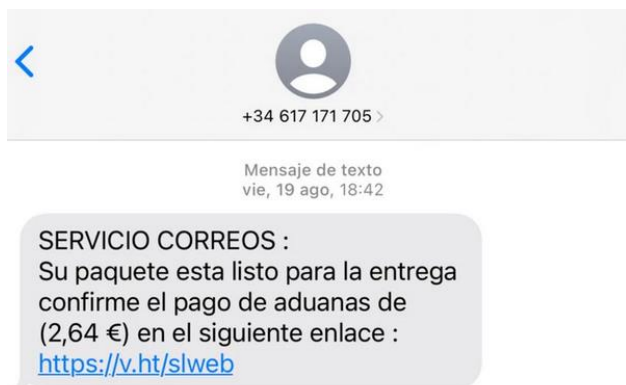 +34 617 171 705 >
Mensaje de texto
vie, 19 ago, 18:42
SERVICIO CORREOS :
Su paquete esta listo para la entrega
confirme el pago de aduanas de
(2,64 €) en el siguiente enlace :
https://v.ht/slweb